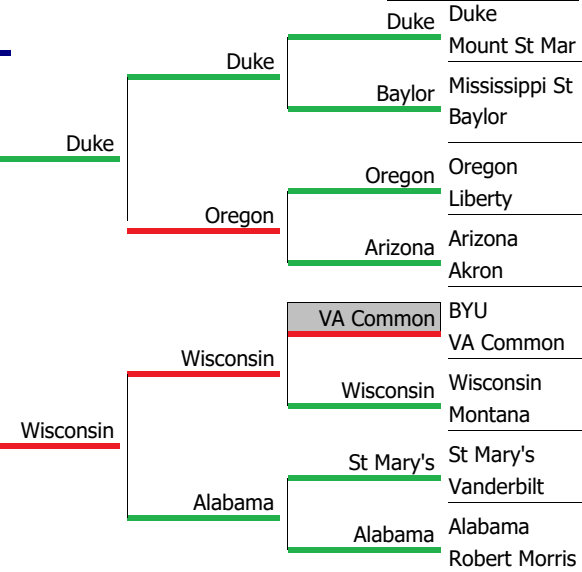 Duke
Mount St Mar
Mississippi St
Baylor
Oregon
Liberty
Arizona
Akron
BYU
VA Common
Wisconsin
Montana
St Mary's
Vanderbilt
Alabama
Robert Morris
Duke
Baylor
Oregon
Arizona
VA Common
Wisconsin
St Mary's
Alabama
Duke
Oregon
Wisconsin
Alabama
Duke
Wisconsin